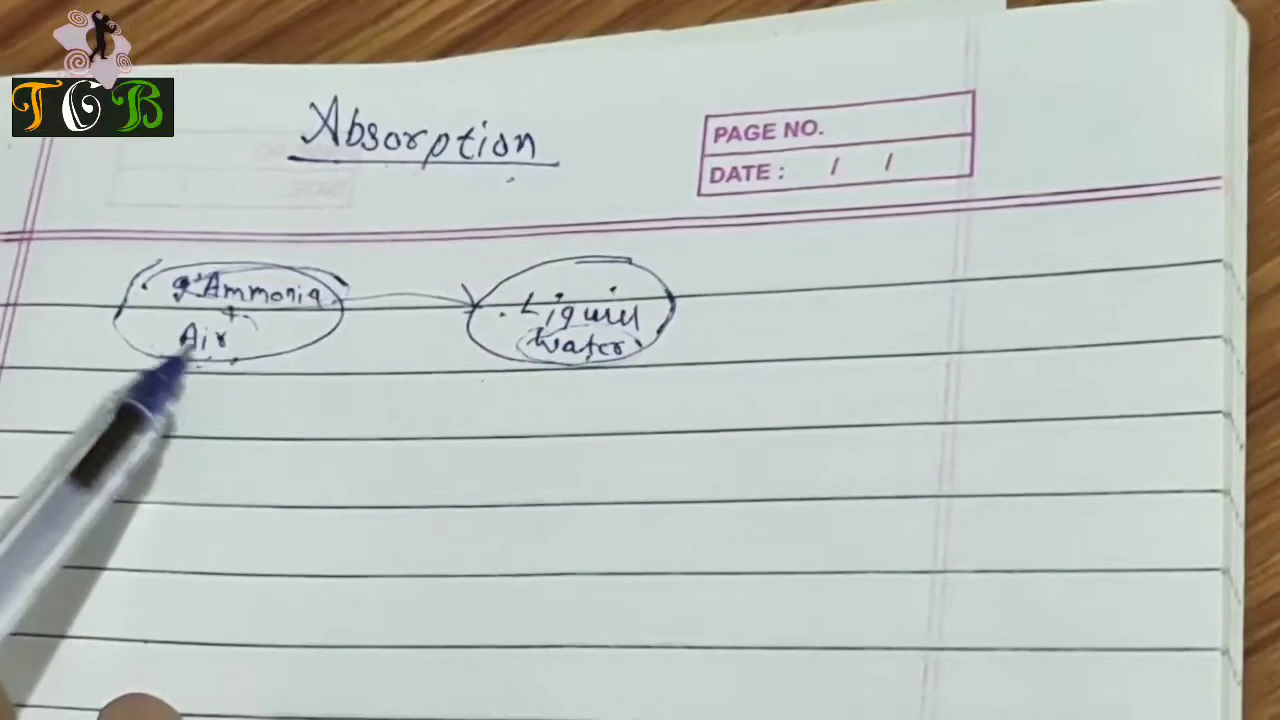 TCB
Absorption
PAGE NO.
DATE : / /
Ammonia
+
Air
Liquid
Water